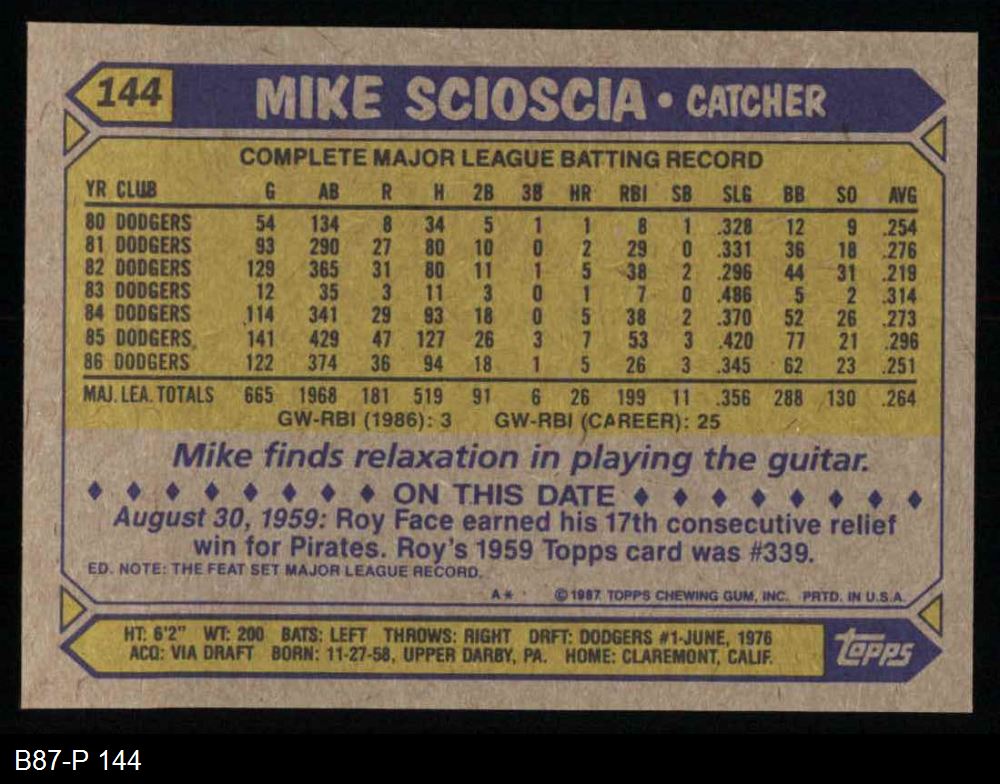 144 MIKE SCIOSCIA • CATCHER
COMPLETE MAJOR LEAGUE BATTING RECORD
YR CLUB G AB R H 2B 3B HR RBI SB SLG BB SO AVG
80 DODGERS 54 134 8 34 5 1 1 8 1 .328 12 9 .254
81 DODGERS 93 290 27 80 10 0 2 29 0 .331 36 18 .276
82 DODGERS 129 365 31 80 11 1 5 38 2 .296 44 31 .219
83 DODGERS 12 35 3 11 3 0 1 7 0 .486 5 2 .314
84 DODGERS 114 341 29 93 18 0 5 38 2 .370 52 26 .273
85 DODGERS 141 429 47 127 26 3 7 53 3 .420 77 21 .296
86 DODGERS 122 374 36 94 18 1 5 26 3 .345 62 23 .251
MAJ. LEA. TOTALS 665 1968 181 519 91 6 26 199 11 .356 288 130 .264
GW-RBI (1986): 3 GW-RBI (CAREER): 25
Mike finds relaxation in playing the guitar.
♦ ♦ ♦ ♦ ♦ ♦ ♦ ♦ ON THIS DATE ♦ ♦ ♦ ♦ ♦ ♦ ♦ ♦
August 30, 1959: Roy Face earned his 17th consecutive relief
win for Pirates. Roy's 1959 Topps card was #339.
ED. NOTE: THE FEAT SET MAJOR LEAGUE RECORD.
A* © 1987 TOPPS CHEWING GUM, INC. PRTD. IN U.S.A.
HT: 6'2" WT: 200 BATS: LEFT THROWS: RIGHT DRFT: DODGERS #1-JUNE, 1976
ACQ: VIA DRAFT BORN: 11-27-58, UPPER DARBY, PA. HOME: CLAREMONT, CALIF.
Topps
B87-P 144